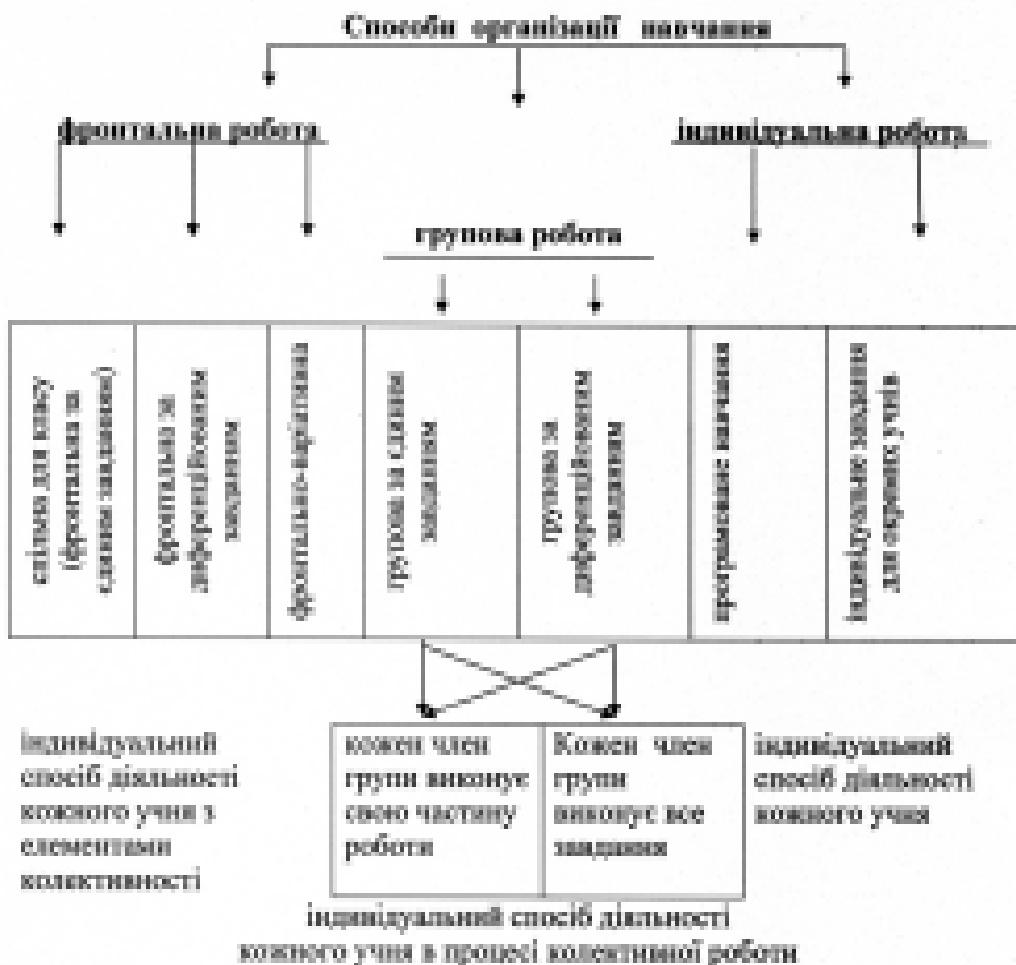 Способи організації навчання
фронтальна робота
індивідуальна робота
групова робота
спільна для класу
(фронтальна за
єдиним завданням)
фронтальна за
диференційованим
завданням
фронтально-варіативна
групова за єдиним
завданням
групова за
диференційованим
завданням
програмоване навчання
індивідуальне завдання
для окремих учнів
індивідуальний
спосіб діяльності
кожного учня з
елементами
колективності
кожен член
групи виконує
свою частину
роботи
Кожен член
групи
виконує все
завдання
індивідуальний
спосіб діяльності
кожного учня
індивідуальний спосіб діяльності
кожного учня в процесі колективної роботи